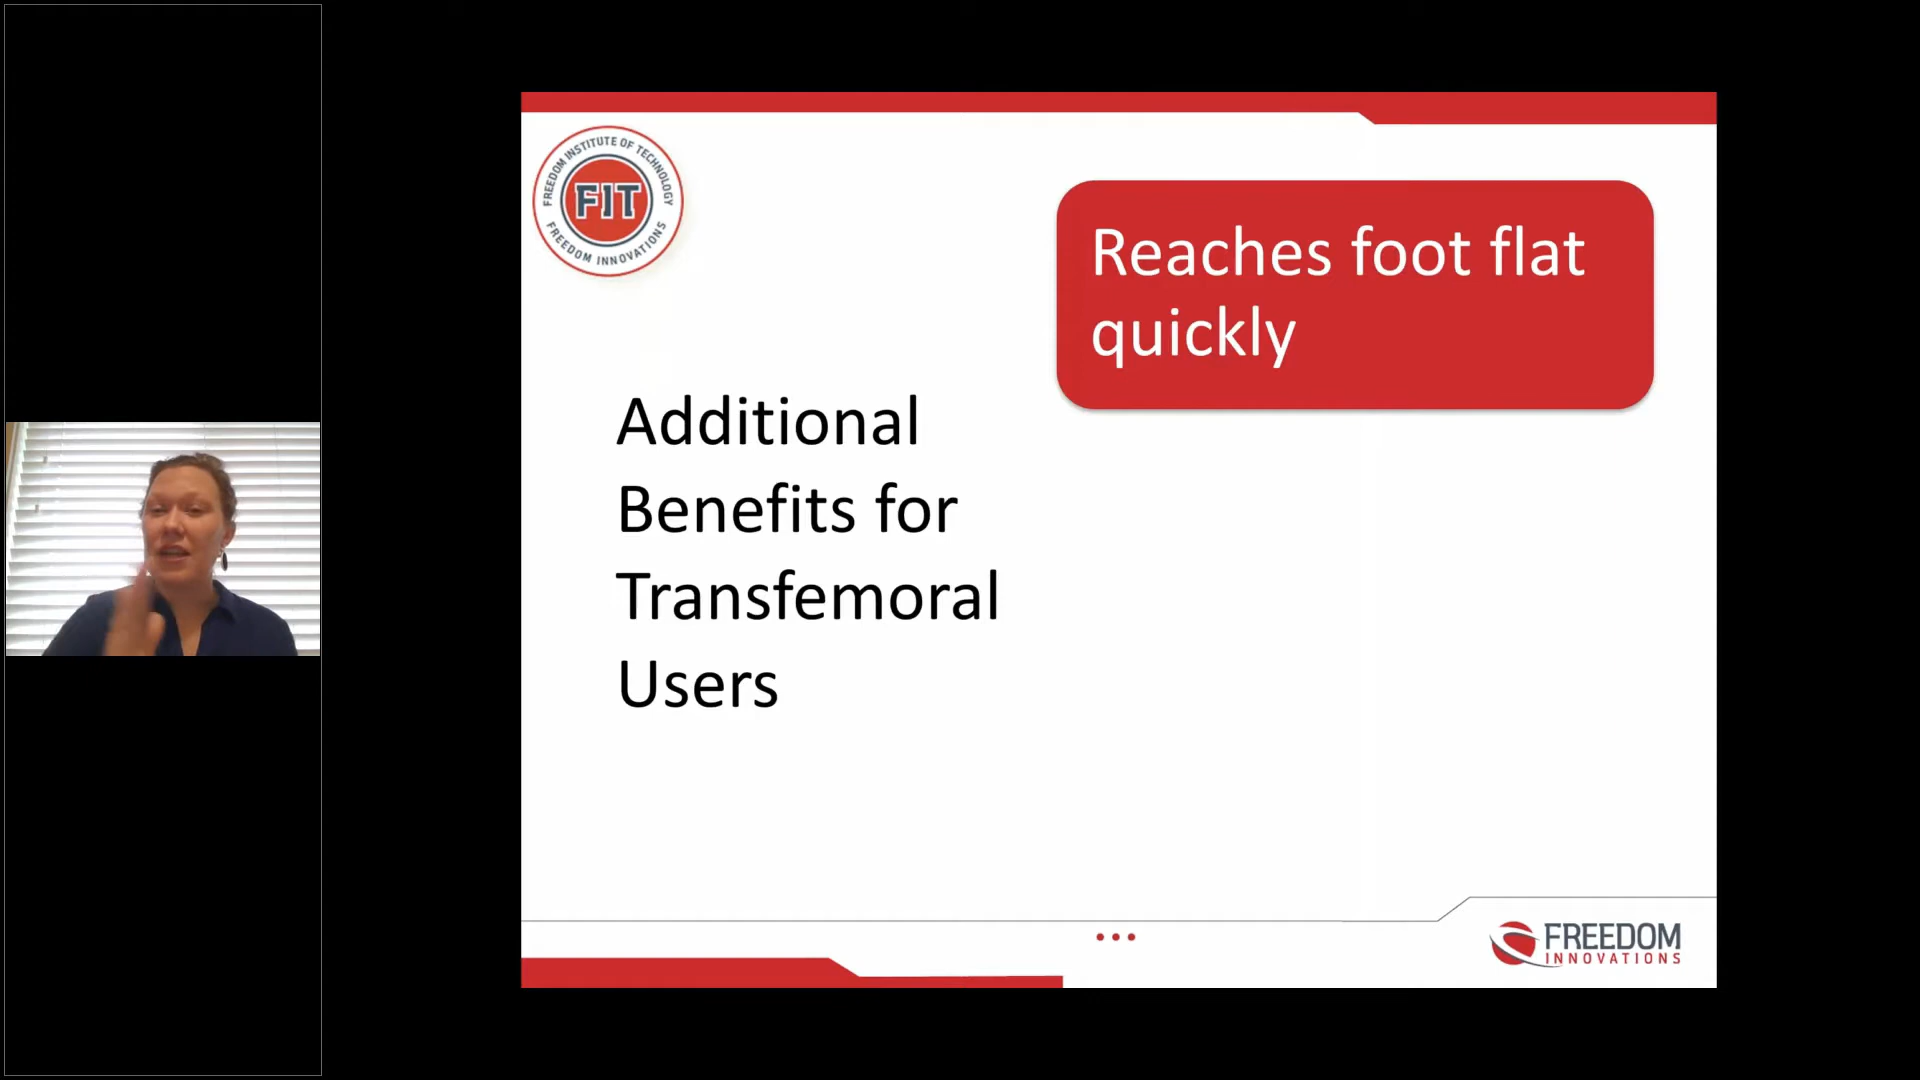 FREEDOM INSTITUTE OF TECHNOLOGY
FIT
FREEDOM INNOVATIONS
Reaches foot flat
quickly
Additional
Benefits for
Transfemoral
Users
FREEDOM
INNOVATIONS